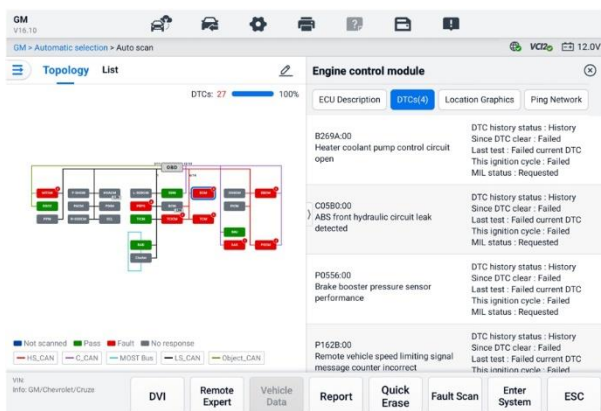 GM
V16.10
GM > Automatic selection > Auto scan
VCI2
12.0V
Topology List
DTCs: 27 100%
OBD
Not scanned Pass Fault No response
HS_CAN C_CAN MOST Bus LS_CAN Object_CAN
Engine control module
ECU Description DTCs(4) Location Graphics Ping Network
B269A:00
Heater coolant pump control circuit
open
DTC history status : History
Since DTC clear : Failed
Last test : Failed current DTC
This ignition cycle : Failed
MIL status : Requested
C05B0:00
ABS front hydraulic circuit leak
detected
DTC history status : History
Since DTC clear : Failed
Last test : Failed current DTC
This ignition cycle : Failed
MIL status : Requested
P0556:00
Brake booster pressure sensor
performance
DTC history status : History
Since DTC clear : Failed
Last test : Failed current DTC
This ignition cycle : Failed
MIL status : Requested
P162B:00
Remote vehicle speed limiting signal
message counter incorrect
DTC history status : History
Since DTC clear : Failed
Last test : Failed current DTC
This ignition cycle : Failed
VIN:
Info: GM/Chevrolet/Cruze
DVI
Remote
Expert
Vehicle
Data
Report
Quick
Erase
Fault Scan
Enter
System
ESC